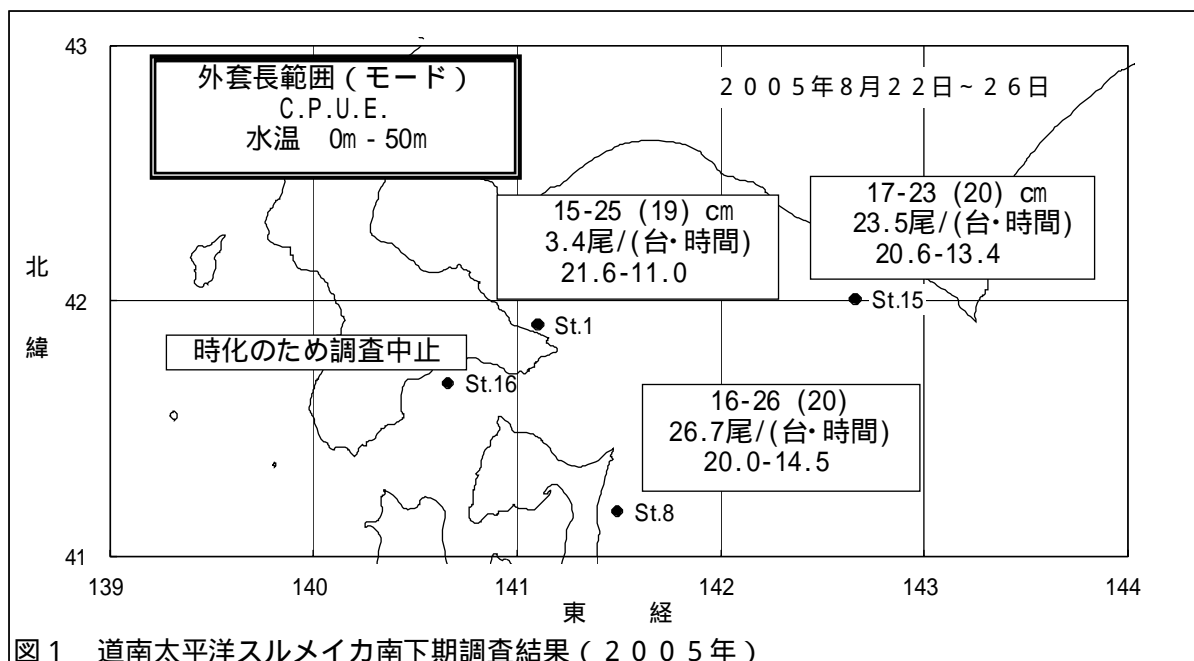 43
外套長範囲(モード)
C.P.U.E.
水温 0m - 50m
2005年8月22日~26日
17-23 (20) cm
23.5尾/(台・時間)
20.6-13.4
15-25 (19) cm
3.4尾/(台・時間)
21.6-11.0
北
緯
42
St.15
St.1
時化のため調査中止
St.16
16-26 (20)
26.7尾/(台・時間)
20.0-14.5
St.8
41
139
140
141
142
143
144
東 経
図1 道南太平洋スルメイカ南下期調査結果(2005年)